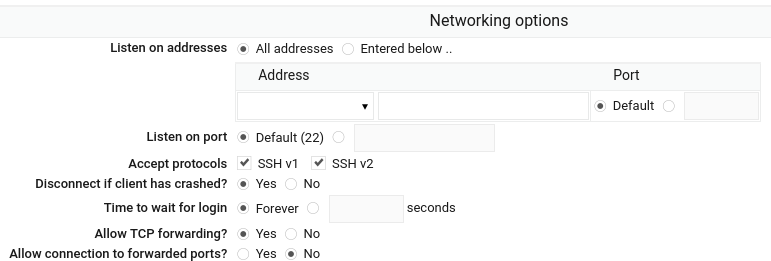 Networking options
Listen on addresses All addresses Entered below ..
Address Port
Default
Listen on port Default (22)
Accept protocols SSH v1 SSH v2
Disconnect if client has crashed? Yes No
Time to wait for login Forever seconds
Allow TCP forwarding? Yes No
Allow connection to forwarded ports? Yes No